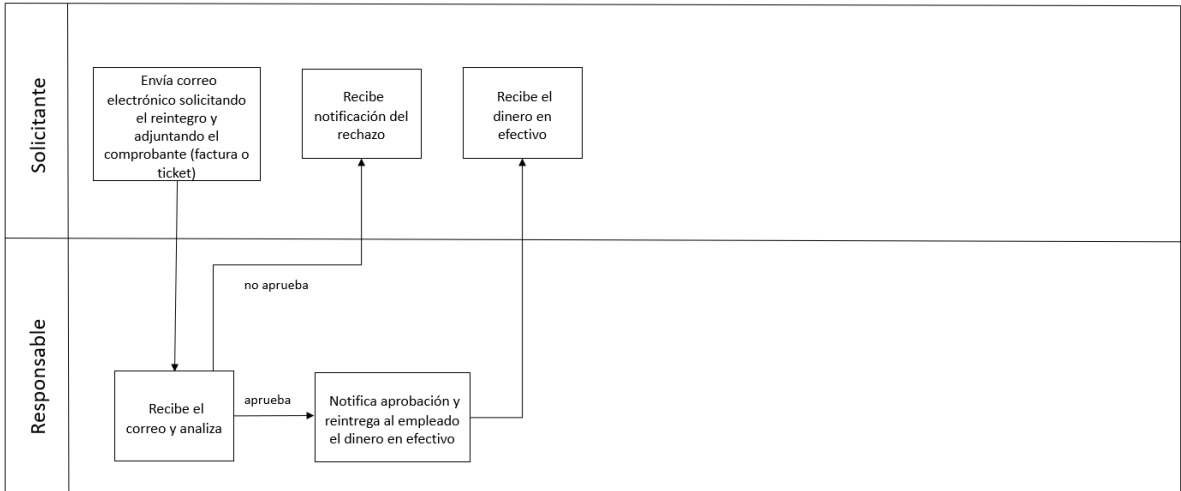 Solicitante
Envía correo
electrónico solicitando
el reintegro y
adjuntando el
comprobante (factura o
ticket)
Recibe
notificación del
rechazo
Recibe el
dinero en
efectivo
Responsable
no aprueba
Recibe el
correo y analiza
aprueba
Notifica aprobación y
reintrega al empleado
el dinero en efectivo